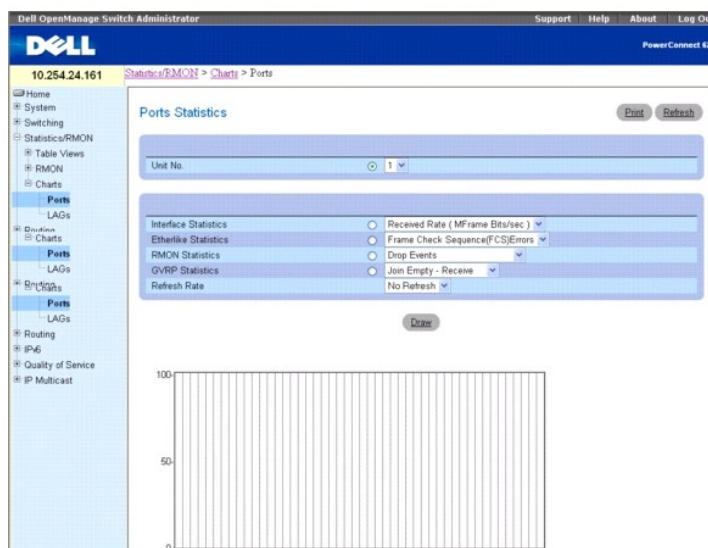 Dell OpenManage Switch Administrator
Support Help About Log Ou
DELL
PowerConnect 6
10.254.24.161
Statistics/RMON > Charts > Ports
Home
System
Switching
Statistics/RMON
Table Views
RMON
Charts
Ports
LAGs
Routing
Charts
Ports
LAGs
Routing
Charts
Ports
LAGs
Routing
IPv6
Quality of Service
IP Multicast
Ports Statistics
Print Refresh
Unit No. 1
Interface Statistics Received Rate ( MFrame Bits/sec )
Etherlike Statistics Frame Check Sequence(FCS)Errors
RMON Statistics Drop Events
GVRP Statistics Join Empty - Receive
Refresh Rate No Refresh
Draw
100
50
0